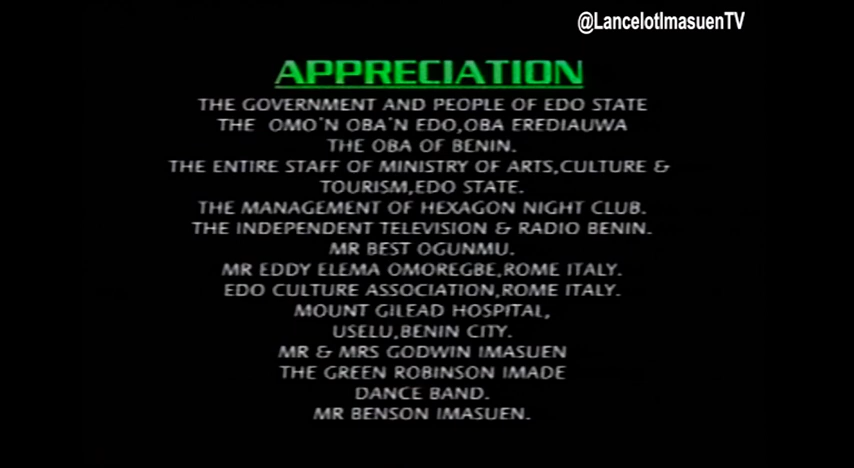 @LancelotImasuenTV
APPRECIATION
THE GOVERNMENT AND PEOPLE OF EDO STATE
THE OMO'N OBA'N EDO,OBA EREDIAUWA
THE OBA OF BENIN.
THE ENTIRE STAFF OF MINISTRY OF ARTS,CULTURE &
TOURISM,EDO STATE.
THE MANAGEMENT OF HEXAGON NIGHT CLUB.
THE INDEPENDENT TELEVISION & RADIO BENIN.
MR BEST OGUNMU.
MR EDDY ELEMA OMOREGBE,ROME ITALY.
EDO CULTURE ASSOCIATION,ROME ITALY.
MOUNT GILEAD HOSPITAL,
USELU,BENIN CITY.
MR & MRS GODWIN IMASUEN
THE GREEN ROBINSON IMADE
DANCE BAND.
MR BENSON IMASUEN.